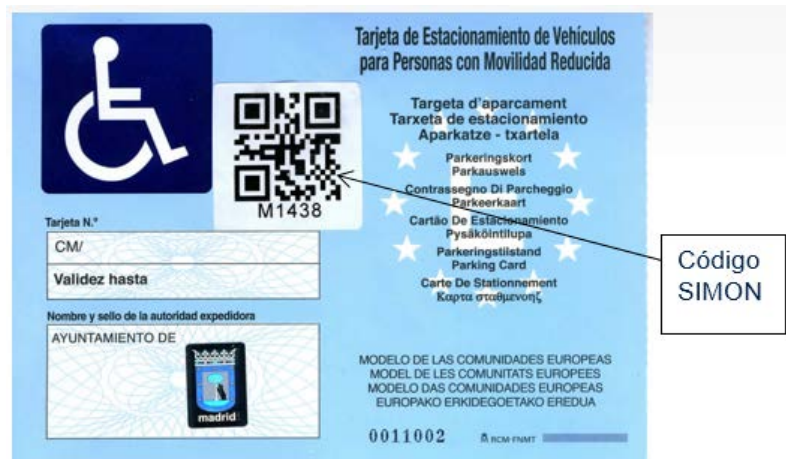 Tarjeta de Estacionamiento de Vehículos
para Personas con Movilidad Reducida
Targeta d'aparcament
Tarxeta de estacionamiento
Aparkatze - txartela
Parkeringskort
Parkausweis
Contrassegno Di Parcheggio
Parkeerkaart
Cartão De Estacionamento
Pysäköintilupa
Parkeringstilstand
Parking Card
Carte De Stationnement
Καρτα σταθμενοης
M1438
Código
SIMON
Tarjeta N.º
CM/
Validez hasta
Nombre y sello de la autoridad expedidora
AYUNTAMIENTO DE
madrid
MODELO DE LAS COMUNIDADES EUROPEAS
MODEL DE LES COMUNITATS EUROPEES
MODELO DAS COMUNIDADES EUROPEAS
EUROPAKO ERKIDEGOETAKO EREDUA
0011002
RCM-FNMT